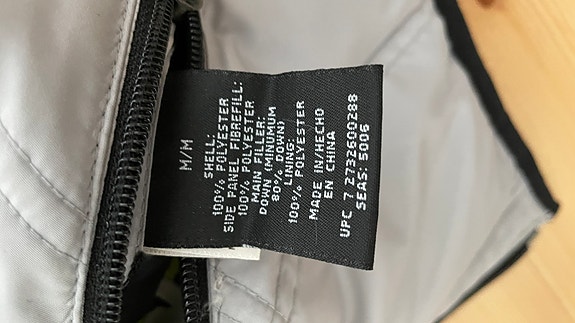 M/M
SHELL:
100% POLYESTER
SIDE PANEL FIBREFILL:
100% POLYESTER
MAIN FILLER:
DOWN (MINUMUM
80% DOWN)
LINING:
100% POLYESTER
MADE IN/HECHO
EN CHINA
UPC 7 2732600288
SEAS: 5006